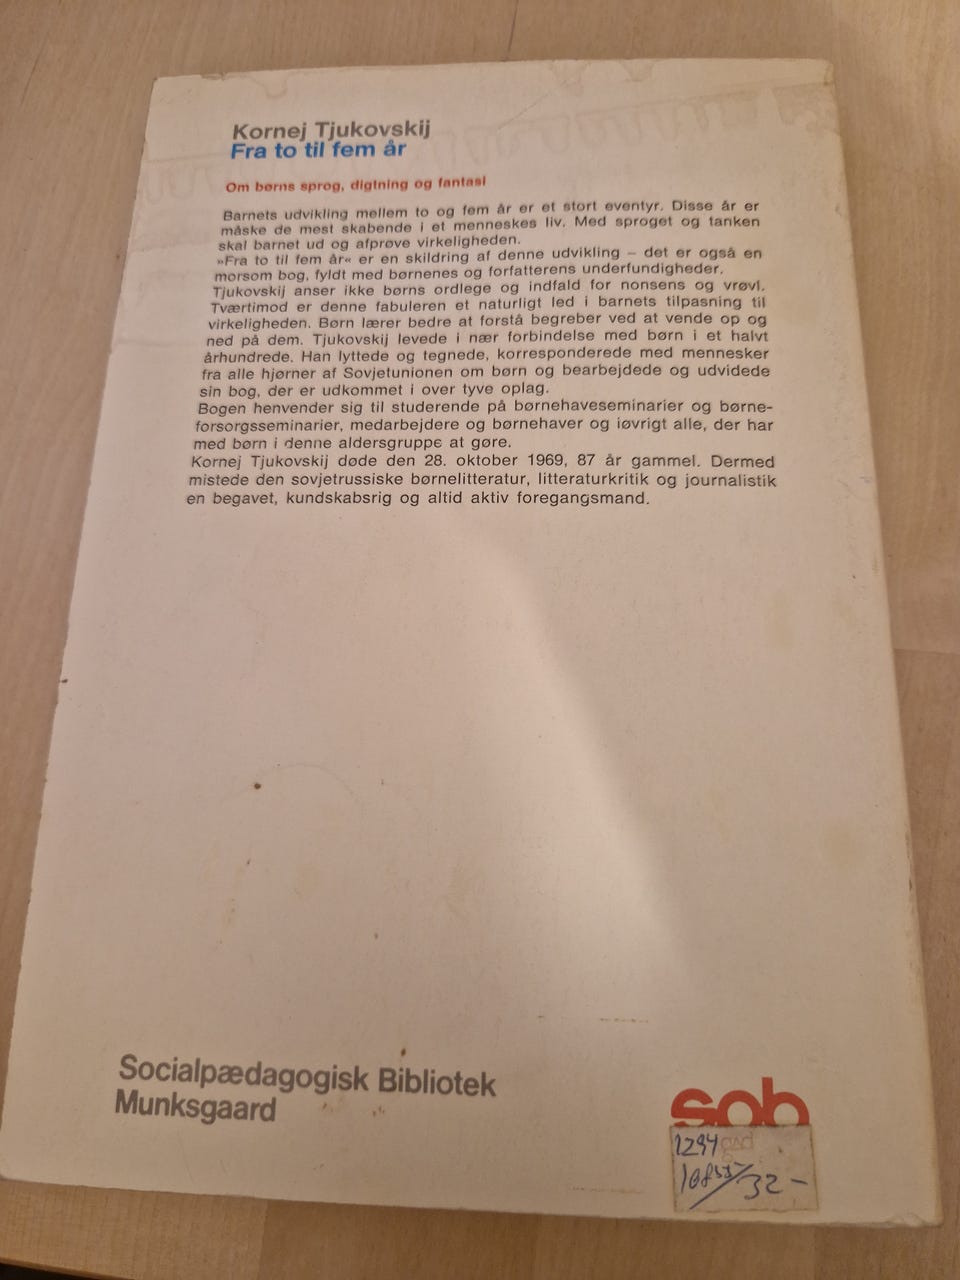 Kornej Tjukovskij
Fra to til fem år
Om børns sprog, digtning og fantasi
Barnets udvikling mellem to og fem år er et stort eventyr. Disse år er
måske de mest skabende i et menneskes liv. Med sproget og tanken
skal barnet ud og afprøve virkeligheden.
»Fra to til fem år« er en skildring af denne udvikling – det er også en
morsom bog, fyldt med børnenes og forfatterens underfundigheder.
Tjukovskij anser ikke børns ordlege og indfald for nonsens og vrøvl.
Tværtimod er denne fabuleren et naturligt led i barnets tilpasning til
virkeligheden. Børn lærer bedre at forstå begreber ved at vende op og
ned på dem. Tjukovskij levede i nær forbindelse med børn i et halvt
århundrede. Han lyttede og tegnede, korresponderede med mennesker
fra alle hjørner af Sovjetunionen om børn og bearbejdede og udvidede
sin bog, der er udkommet i over tyve oplag.
Bogen henvender sig til studerende på børnehaveseminarier og børne-
forsorgsseminarier, medarbejdere og børnehaver og iøvrigt alle, der har
med børn i denne aldersgruppe at gøre.
Kornej Tjukovskij døde den 28. oktober 1969, 87 år gammel. Dermed
mistede den sovjetrussiske børnelitteratur, litteraturkritik og journalistik
en begavet, kundskabsrig og altid aktiv foregangsmand.
Socialpædagogisk Bibliotek
Munksgaard
sob
1294
32 –